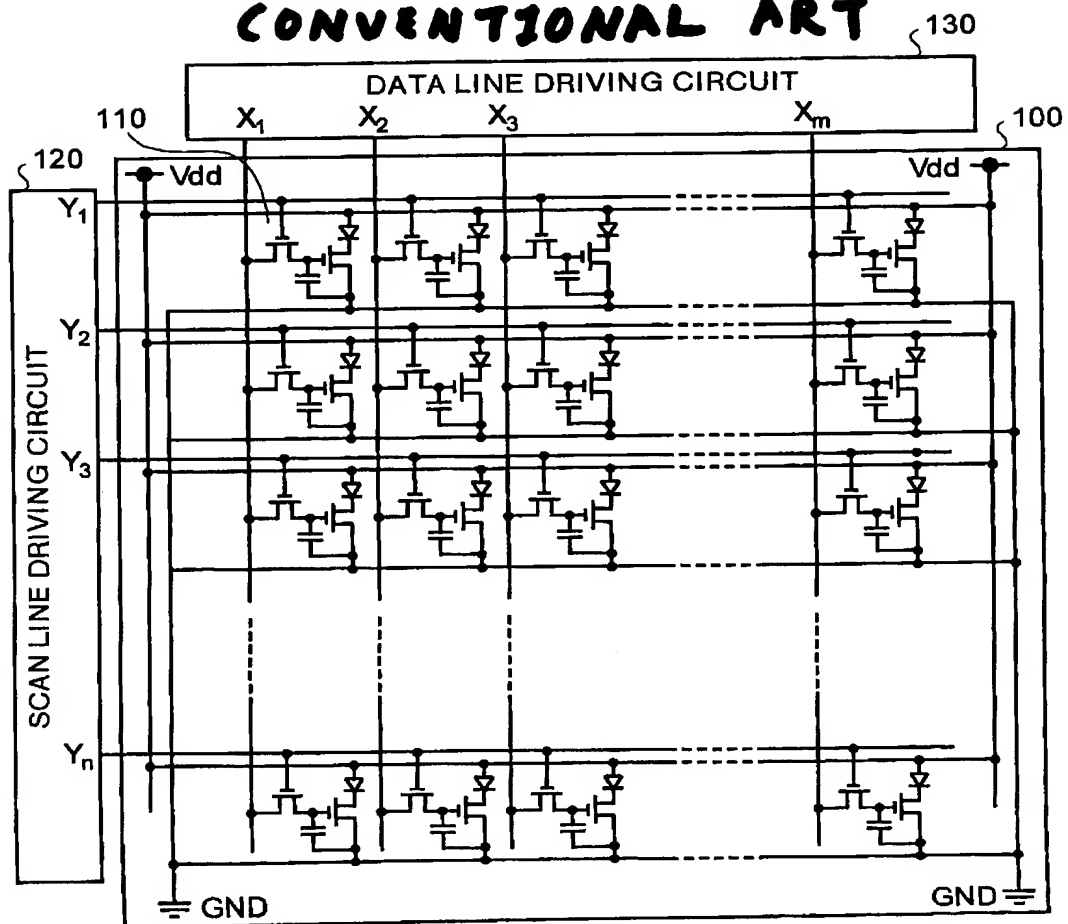 CONVENTIONAL ART
130
DATA LINE DRIVING CIRCUIT
X1 X2 X3 Xm
110
100
120
Vdd
Vdd
Y1
Y2
Y3
Yn
SCAN LINE DRIVING CIRCUIT
GND
GND